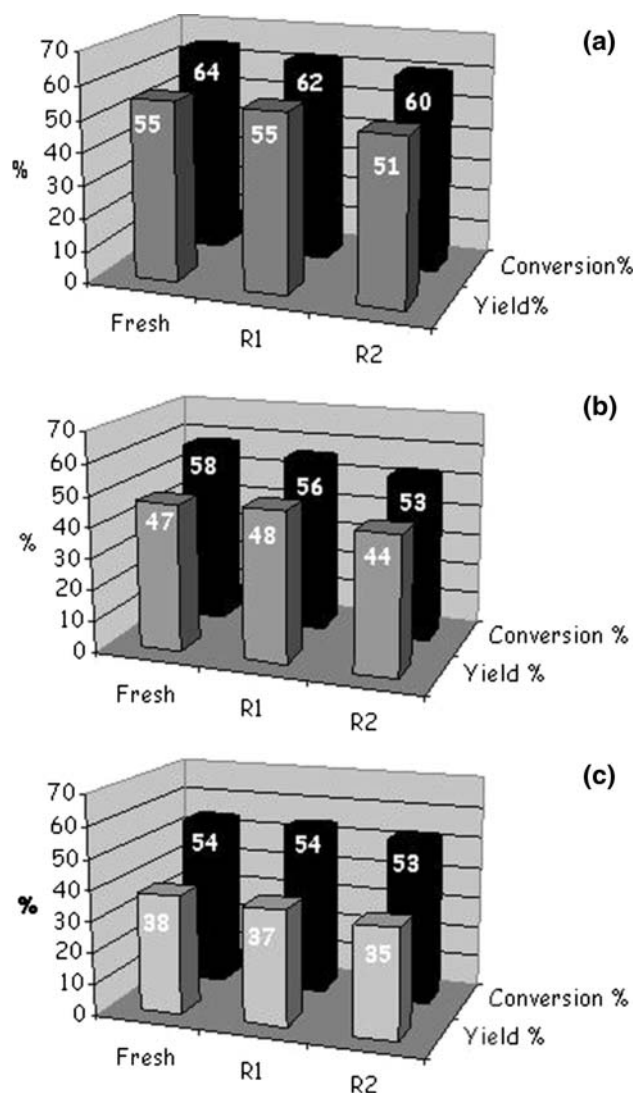 (a)
70
60
50
40
30
20
10
0
%
64
62
60
55
55
51
Conversion%
Yield%
Fresh
R1
R2
(b)
70
60
50
40
30
20
10
0
%
58
56
53
47
48
44
Conversion %
Yield %
Fresh
R1
R2
(c)
70
60
50
40
30
20
10
0
%
54
54
53
38
37
35
Conversion %
Yield %
Fresh
R1
R2